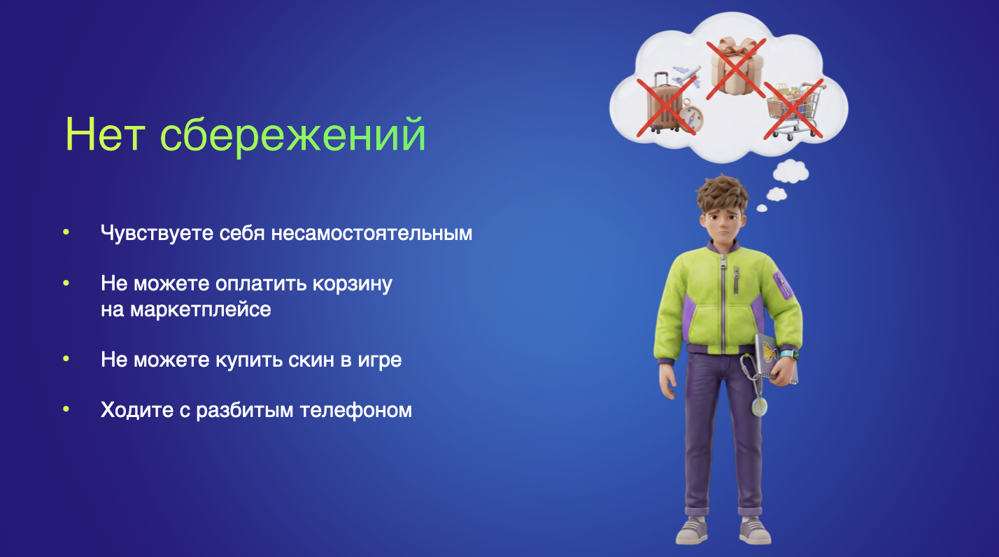 Нет сбережений
• Чувствуете себя несамостоятельным
• Не можете оплатить корзину
на маркетплейсе
• Не можете купить скин в игре
• Ходите с разбитым телефоном